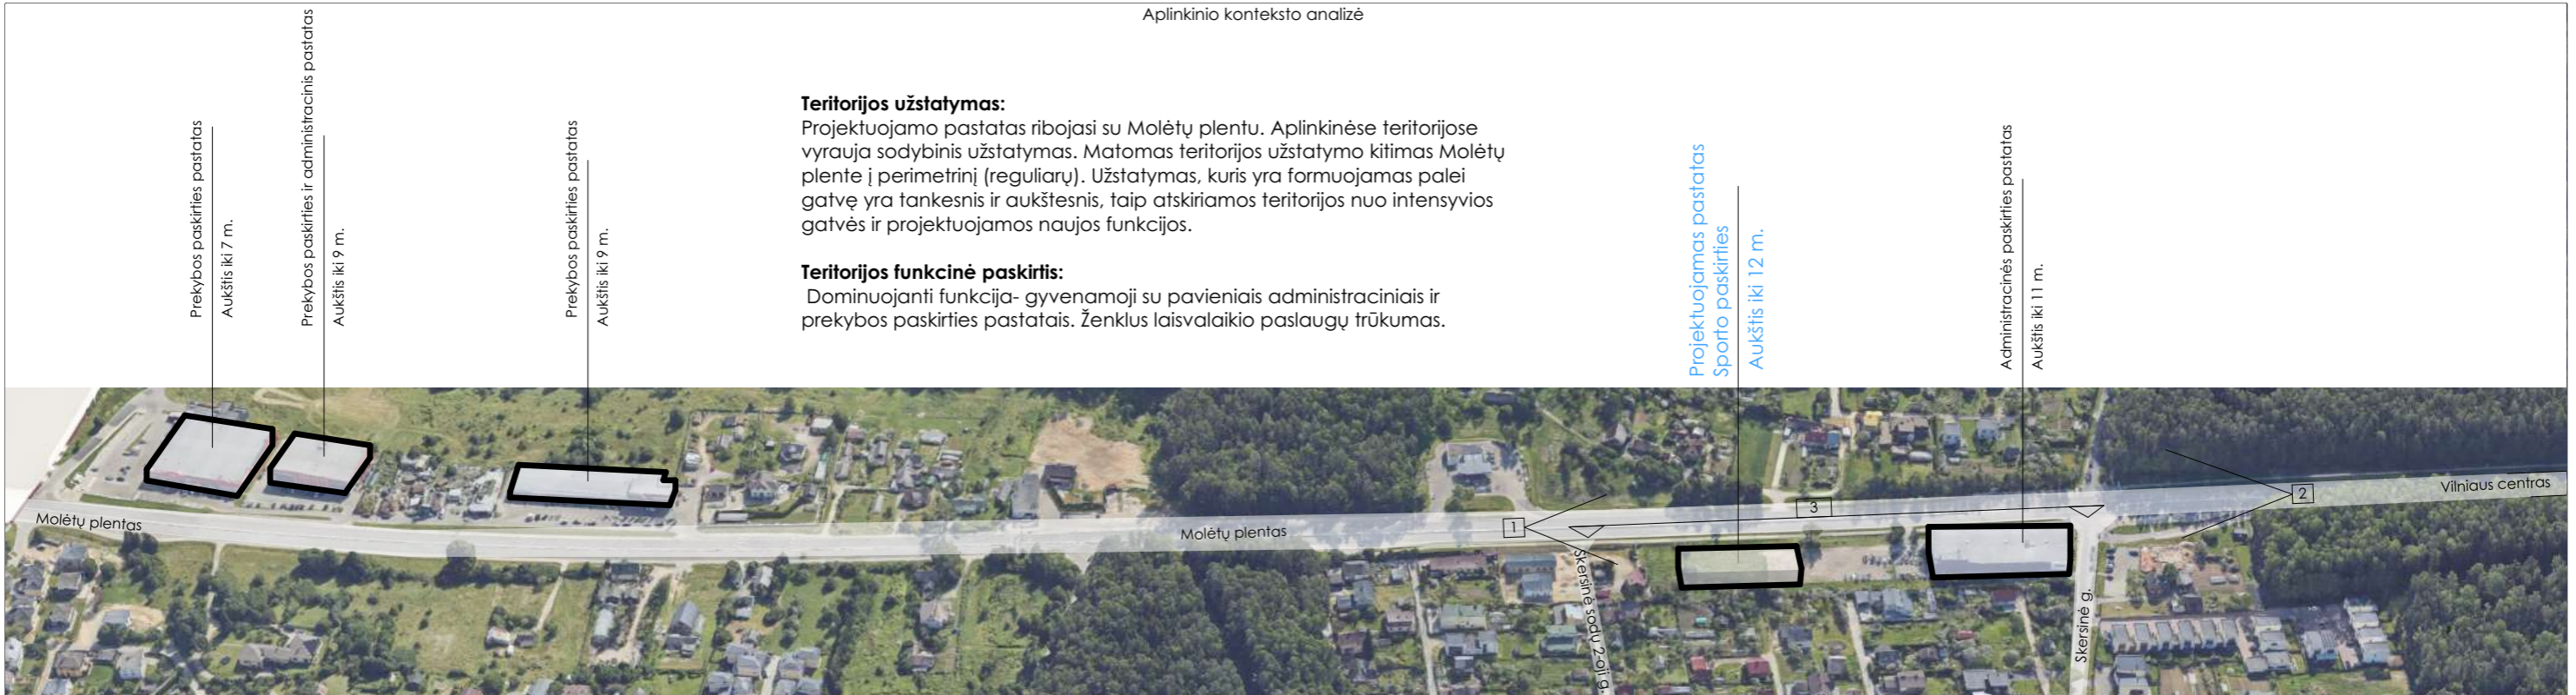 Aplinkinio konteksto analizė
Prekybos paskirties pastatas
Aukštis iki 7 m.
Prekybos paskirties ir administracinis pastatas
Aukštis iki 9 m.
Prekybos paskirties pastatas
Aukštis iki 9 m.
Teritorijos užstatymas:
Projektuojamo pastatas ribojasi su Molėtų plentu. Aplinkinėse teritorijose
vyrauja sodybinis užstatymas. Matomas teritorijos užstatymo kitimas Molėtų
plente į perimetrinį (reguliarų). Užstatymas, kuris yra formuojamas palei
gatvę yra tankesnis ir aukštesnis, taip atskiriamos teritorijos nuo intensyvios
gatvės ir projektuojamos naujos funkcijos.
Teritorijos funkcinė paskirtis:
Dominuojanti funkcija- gyvenamoji su pavieniais administraciniais ir
prekybos paskirties pastatais. Ženklus laisvalaikio paslaugų trūkumas.
Projektuojamas pastatas
Sporto paskirties
Aukštis iki 12 m.
Administracinės paskirties pastatas
Aukštis iki 11 m.
Molėtų plentas
Molėtų plentas
1
3
2
Vilniaus centras
Skersinė sodų 2-oji g.
Skersinė g.